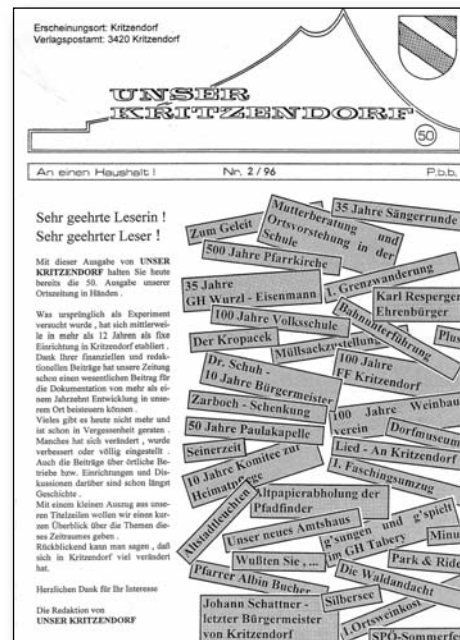 Erscheinungsort: Kritzendorf
Verlagspostamt: 3420 Kritzendorf
UNSER
KRITZENDORF
50
An einen Haushalt !
Nr. 2 / 96
P.b.b.
Sehr geehrte Leserin !
Sehr geehrter Leser !
Mit dieser Ausgabe von UNSER
KRITZENDORF halten Sie heute
bereits die 50. Ausgabe unserer
Ortszeitung in Händen .
Was ursprünglich als Experiment
versucht wurde , hat sich mittlerwei-
le in mehr als 12 Jahren als fixe
Einrichtung in Kritzendorf etabliert .
Dank Ihrer finanziellen und redak-
tionellen Beiträge hat unsere Zeitung
schon einen wesentlichen Beitrag für
die Dokumentation von mehr als ei-
nem Jahrzehnt Entwicklung in unse-
rem Ort beisteuern können .
Vieles gibt es heute nicht mehr und
ist schon in Vergessenheit geraten .
Manches hat sich verändert , wurde
verbessert oder völlig eingestellt .
Auch die Beiträge über örtliche Be-
triebe bzw. Einrichtungen und Dis-
kussionen darüber sind schon längst
Geschichte .
Mit einem kleinen Auszug aus unse-
ren Titelzeilen wollen wir einen kur-
zen Überblick über die Themen die-
ses Zeitraumes geben .
Rückblickend kann man sagen , daß
sich in Kritzendorf viel verändert
hat.
Herzlichen Dank für Ihr Interesse
Die Redaktion von
UNSER KRITZENDORF
Zum Geleit
Mutterberatung und
Ortsvorstehung in der
Schule
35 Jahre Sängerrunde
500 Jahre Pfarrkirche
35 Jahre
GH Wurzl - Eisenmann
1. Grenzwanderung
Karl Resperger
Ehrenbürger
100 Jahre Volksschule
Bahnunterführung
Der Kropacek
Müllsackzustellung
Plus
Dr. Schuh -
10 Jahre Bürgermeister
100 Jahre
FF Kritzendorf
Zarboch - Schenkung
100 Jahre Weinbau
verein
50 Jahre Paulakapelle
Dorfmuseum
Seinerzeit
Lied - An Kritzendorf
10 Jahre Komitee zur
Heimatpflege
1. Faschingsumzug
Altstadtleuchten
Altpapierabholung der
Pfadfinder
Unser neues Amtshaus
g'sungen und g'spielt
im GH Tabery
Minu
Wußten Sie , ...
Park & Ride
Pfarrer Albin Bucher
Die Waldandacht
Silbersee
Johann Schattner -
letzter Bürgermeister
von Kritzendorf
1.Ortsweinkost
SPÖ-Sommerfe